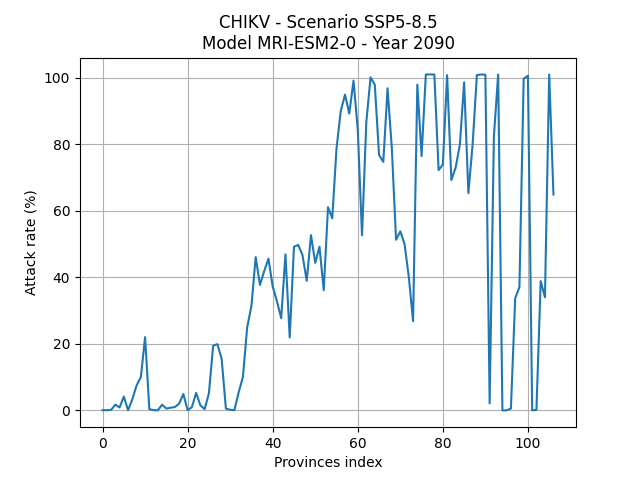 CHIKV - Scenario SSP5-8.5
Model MRI-ESM2-0 - Year 2090
Attack rate (%)
100
80
60
40
20
0
0 20 40 60 80 100
Provinces index